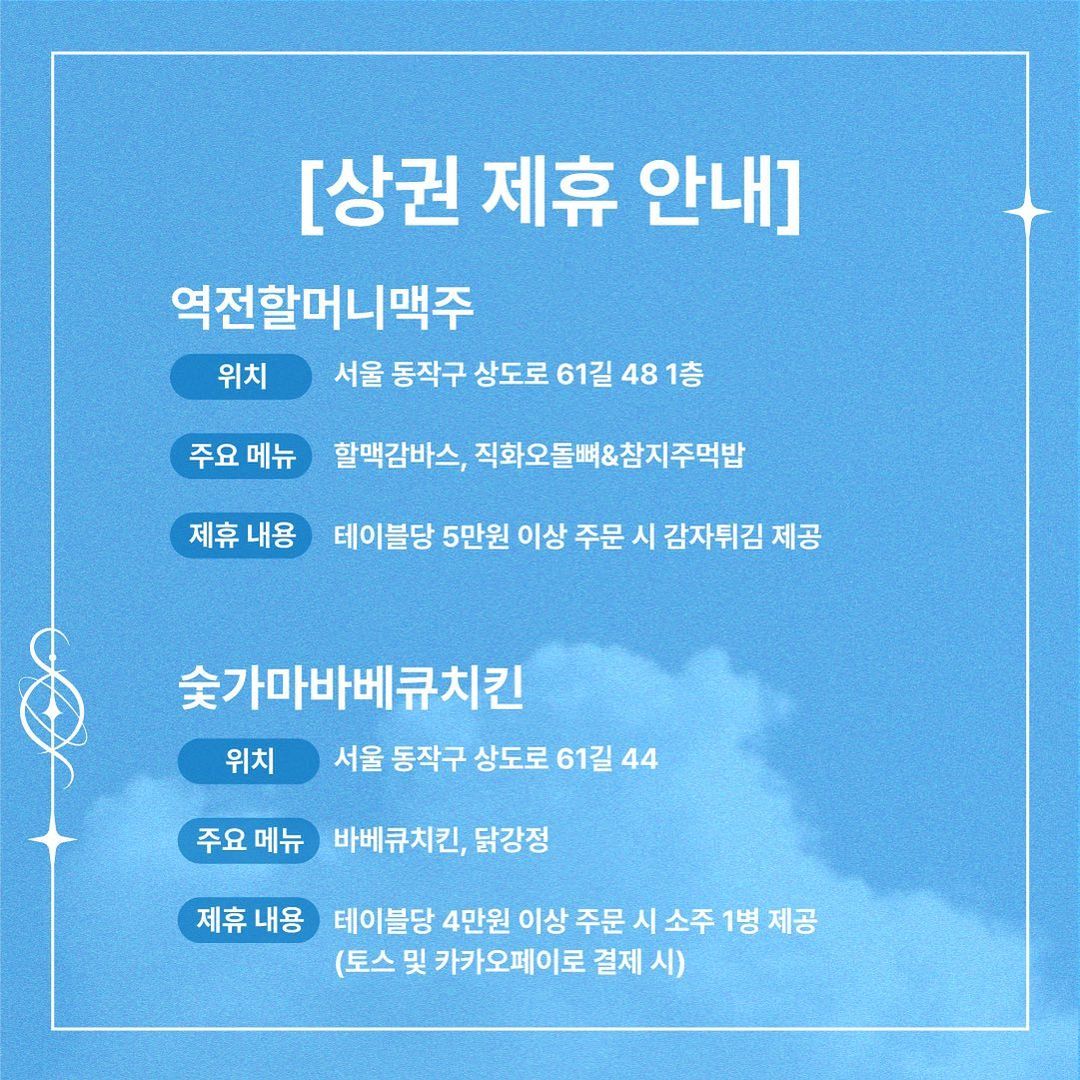 [상권 제휴 안내]
역전할머니맥주
위치 서울 동작구 상도로 61길 48 1층
주요 메뉴 할맥감바스, 직화오돌뼈&참지주먹밥
제휴 내용 테이블당 5만원 이상 주문 시 감자튀김 제공
숯가마바베큐치킨
위치 서울 동작구 상도로 61길 44
주요 메뉴 바베큐치킨, 닭강정
제휴 내용 테이블당 4만원 이상 주문 시 소주 1병 제공
(토스 및 카카오페이로 결제 시)